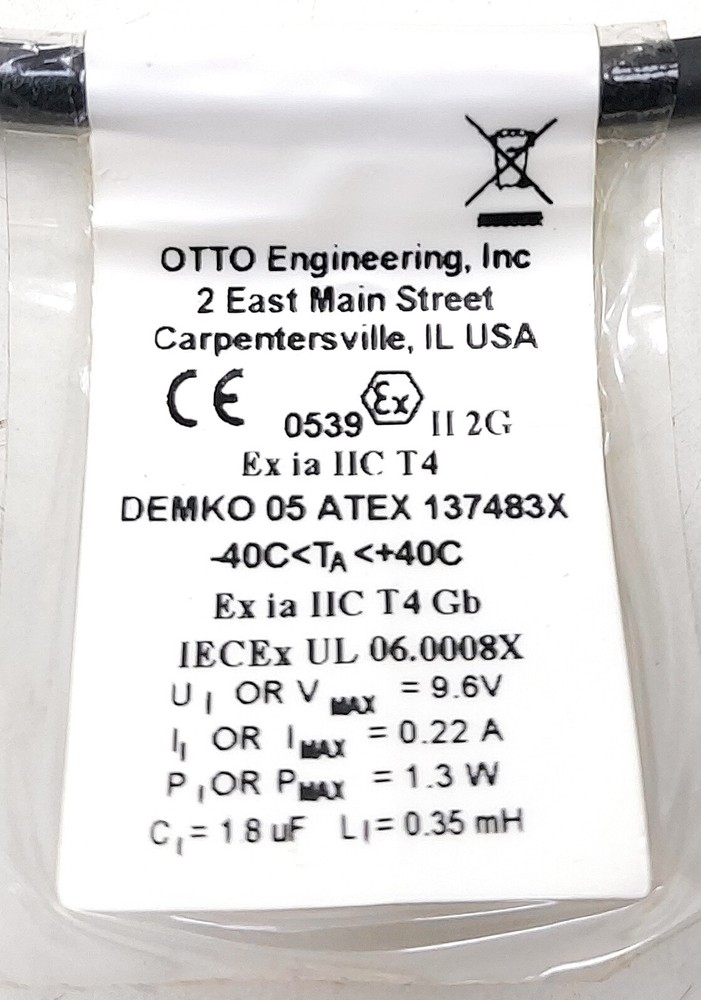 OTTO Engineering, Inc
2 East Main Street
Carpentersville, IL USA
CE 0539 Ex II 2G
Ex ia IIC T4
DEMKO 05 ATEX 137483X
-40C<TA<+40C
Ex ia IIC T4 Gb
IECEx UL 06.0008X
UI OR VMAX = 9.6V
II OR IMAX = 0.22 A
PI OR PMAX = 1.3 W
CI = 1.8 uF LI = 0.35 mH